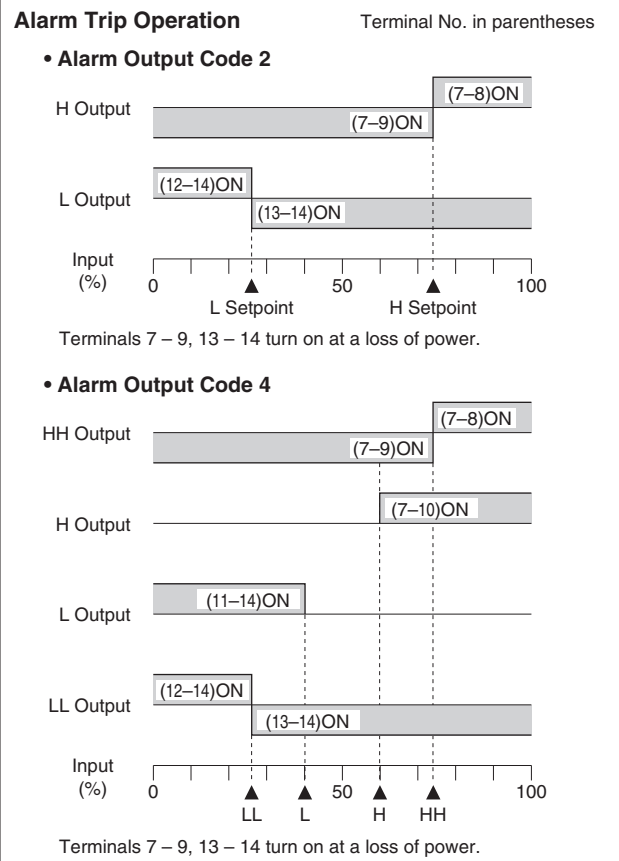 Alarm Trip Operation Terminal No. in parentheses
• Alarm Output Code 2
H Output
(7–8)ON
(7–9)ON
L Output
(12–14)ON
(13–14)ON
Input
(%)
0 50 100
L Setpoint H Setpoint
Terminals 7 – 9, 13 – 14 turn on at a loss of power.
• Alarm Output Code 4
HH Output
(7–8)ON
(7–9)ON
H Output
(7–10)ON
L Output
(11–14)ON
LL Output
(12–14)ON
(13–14)ON
Input
(%)
0 50 100
LL L H HH
Terminals 7 – 9, 13 – 14 turn on at a loss of power.